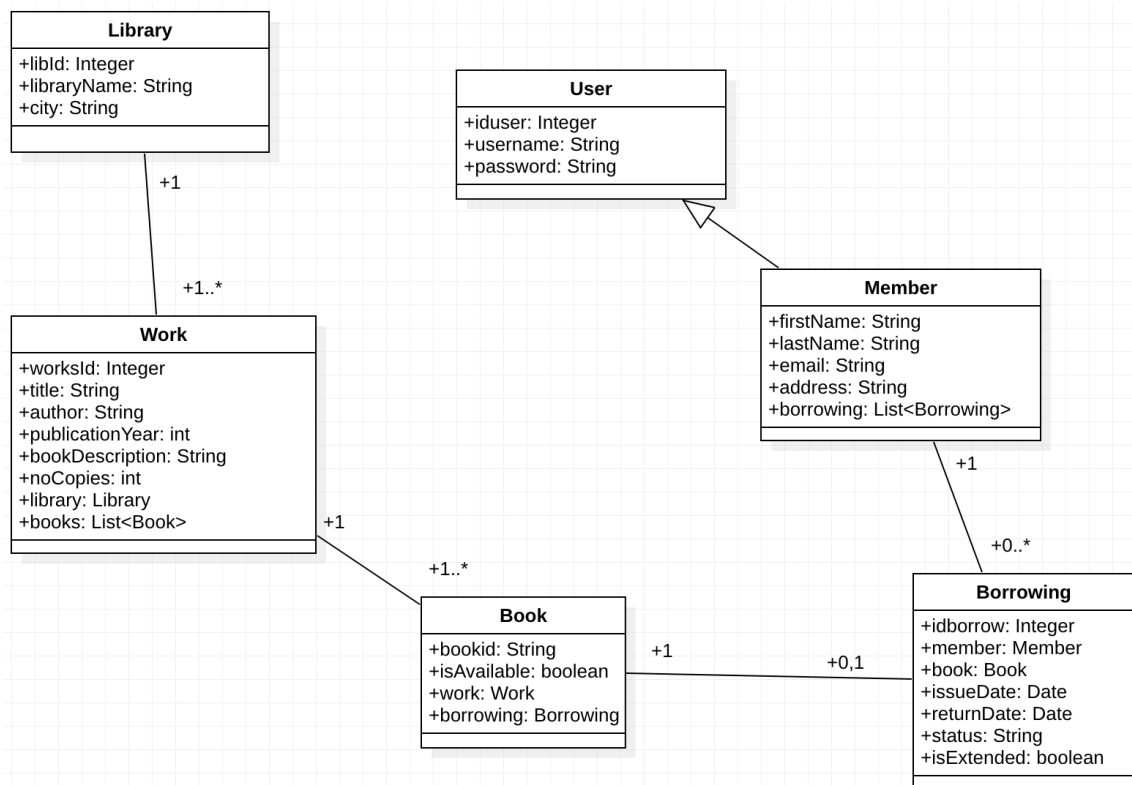 Library
+libId: Integer
+libraryName: String
+city: String
+1
+1..*
User
+iduser: Integer
+username: String
+password: String
Member
+firstName: String
+lastName: String
+email: String
+address: String
+borrowing: List<Borrowing>
+1
+0..*
Work
+worksId: Integer
+title: String
+author: String
+publicationYear: int
+bookDescription: String
+noCopies: int
+library: Library
+books: List<Book>
+1
+1..*
Book
+bookid: String
+isAvailable: boolean
+work: Work
+borrowing: Borrowing
+1
+0,1
Borrowing
+idborrow: Integer
+member: Member
+book: Book
+issueDate: Date
+returnDate: Date
+status: String
+isExtended: boolean